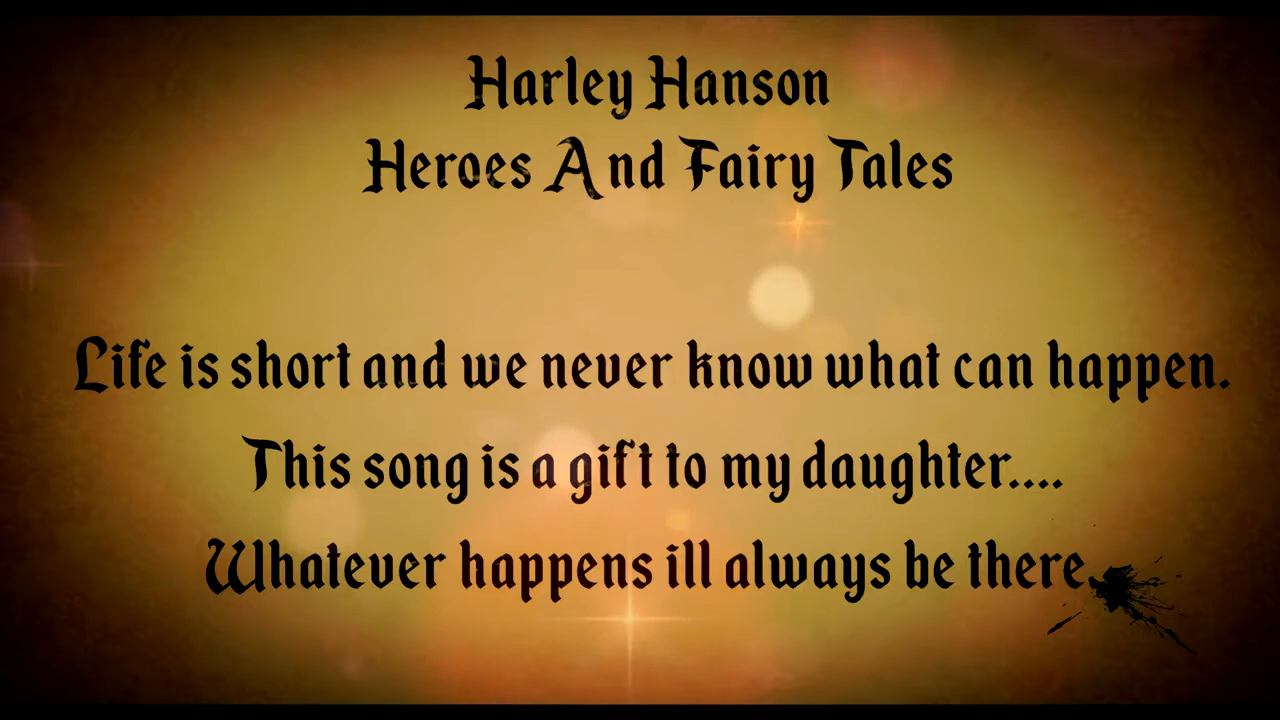 Harley Hanson
Heroes And Fairy Tales
Life is short and we never know what can happen.
This song is a gift to my daughter....
Whatever happens ill always be there